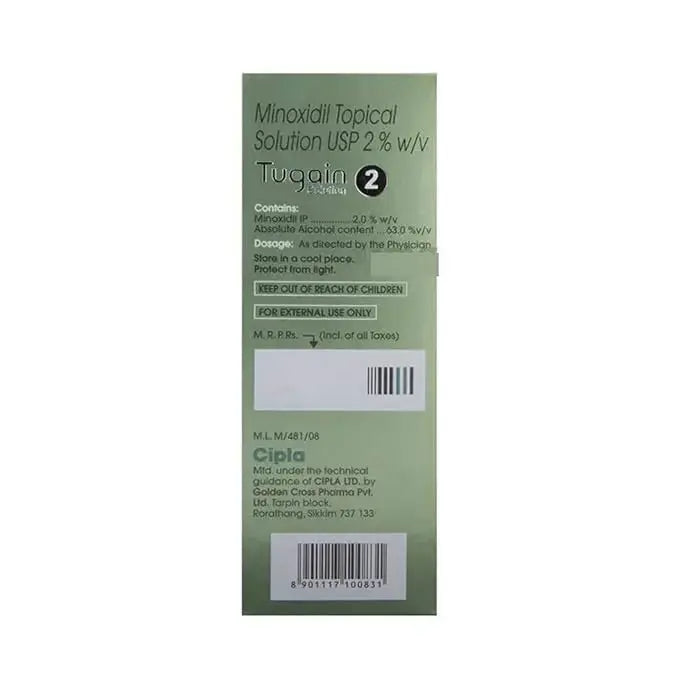 Minoxidil Topical
Solution USP 2 % w/v
Tugain 2
Solution
Contains:
Minoxidil IP ............... 2.0 % w/v
Absolute Alcohol content ... 63.0 %v/v
Dosage: As directed by the Physician
Store in a cool place.
Protect from light.
KEEP OUT OF REACH OF CHILDREN
FOR EXTERNAL USE ONLY
M. R. P. Rs. (Incl. of all Taxes)
M.L. M/481/08
Cipla
Mfd. under the technical
guidance of CIPLA LTD. by
Golden Cross Pharma Pvt.
Ltd. Tarpin block,
Rorathang, Sikkim 737 133
8 901117 100831